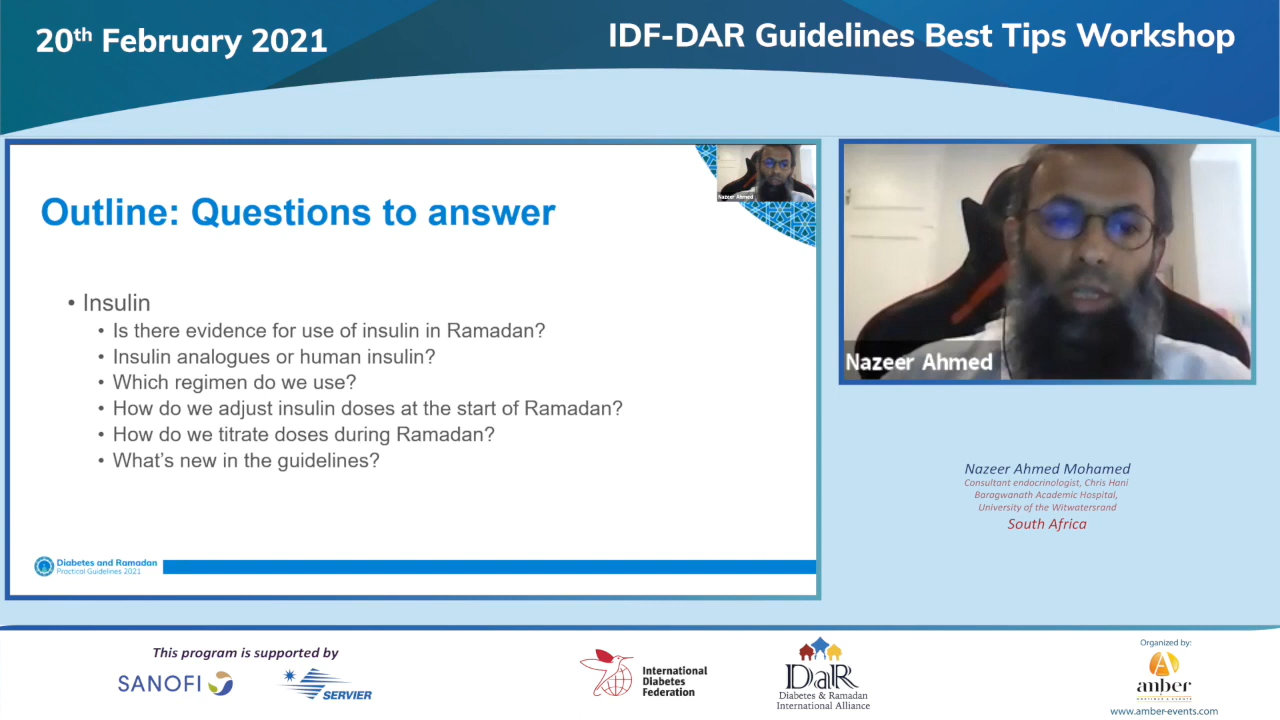 20th February 2021
IDF-DAR Guidelines Best Tips Workshop
Nazeer Ahmed
Outline: Questions to answer
• Insulin
• Is there evidence for use of insulin in Ramadan?
• Insulin analogues or human insulin?
• Which regimen do we use?
• How do we adjust insulin doses at the start of Ramadan?
• How do we titrate doses during Ramadan?
• What's new in the guidelines?
Diabetes and Ramadan
Practical Guidelines 2021
Nazeer Ahmed
Nazeer Ahmed Mohamed
Consultant endocrinologist, Chris Hani
Baragwanath Academic Hospital,
University of the Witwatersrand
South Africa
This program is supported by
SANOFI
SERVIER
International
Diabetes
Federation
DaR
Diabetes & Ramadan
International Alliance
Organized by:
anber
www.amber-events.com